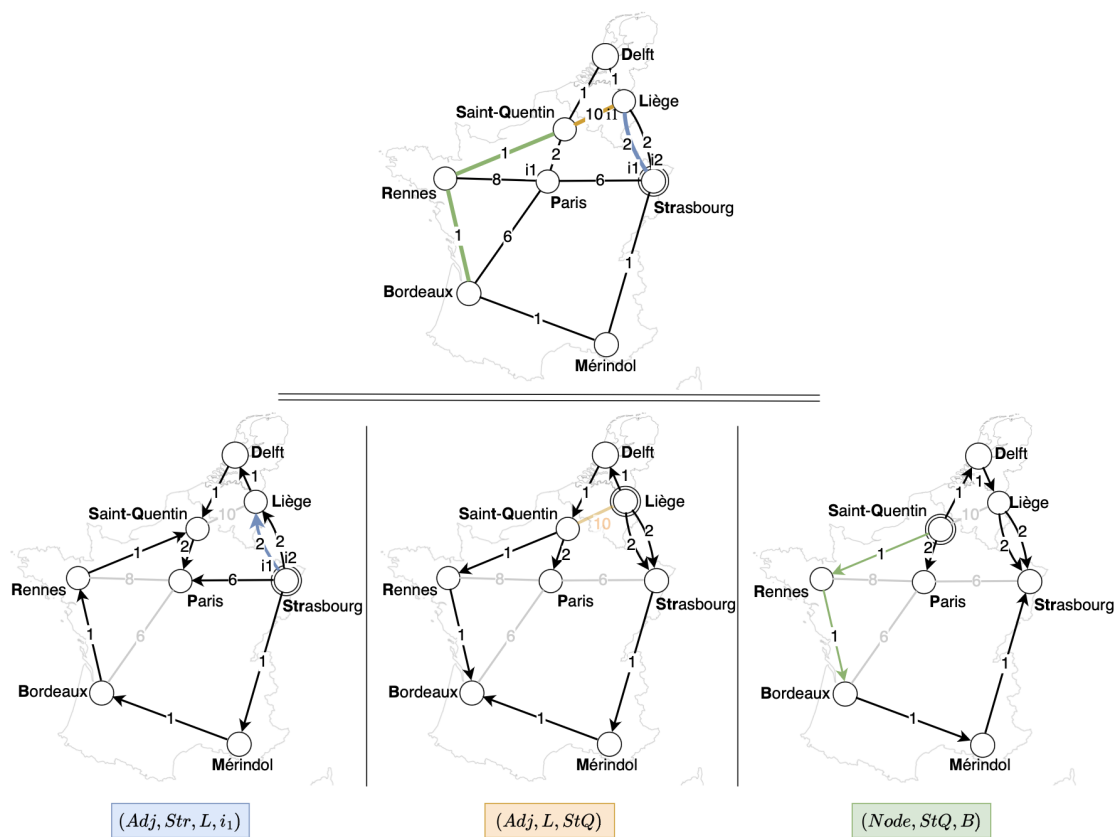 Delft
1
1
Liège
Saint-Quentin
10 i1
1
2
2
2
i2
i1
i1
8
6
Rennes
Paris
Strasbourg
1
6
1
Bordeaux
1
Mérindol
Delft
1
1
Liège
Saint-Quentin
10
1
2
2
2
i2
i1
8
6
Rennes
Paris
Strasbourg
1
6
1
Bordeaux
1
Mérindol
(Adj, Str, L, i₁)
Delft
1
1
Liège
Saint-Quentin
10
1
2
2
2
8
6
Rennes
Paris
Strasbourg
1
6
1
Bordeaux
1
Mérindol
(Adj, L, StQ)
Delft
1
1
Liège
Saint-Quentin
10
1
2
2
2
8
6
Rennes
Paris
Strasbourg
1
6
1
Bordeaux
1
Mérindol
(Node, StQ, B)